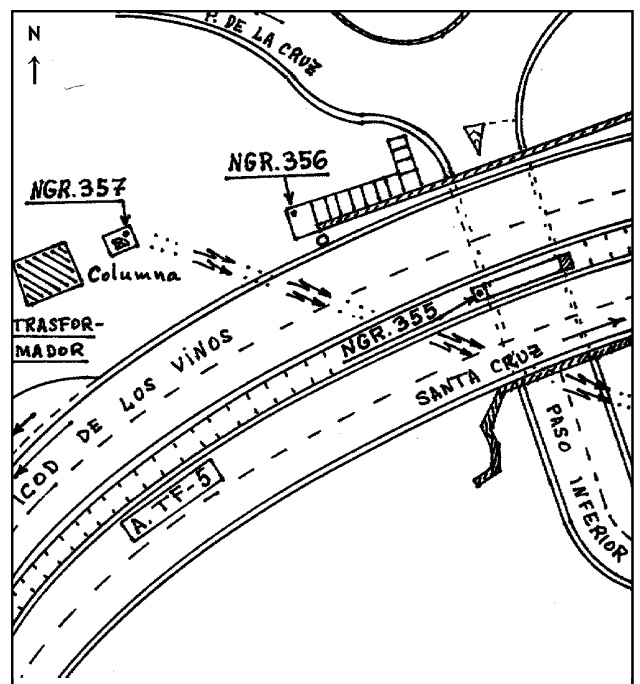 N
P. DE LA CRUZ
NGR.356
NGR.357
Columna
TRASFOR-
MADOR
NGR.355
ICOD DE LOS VINOS
SANTA CRUZ
A. TF-5
PASO INFERIOR